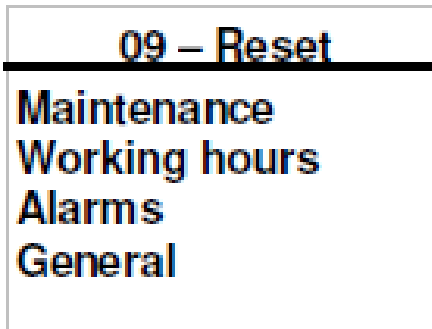 09 – Reset
Maintenance
Working hours
Alarms
General